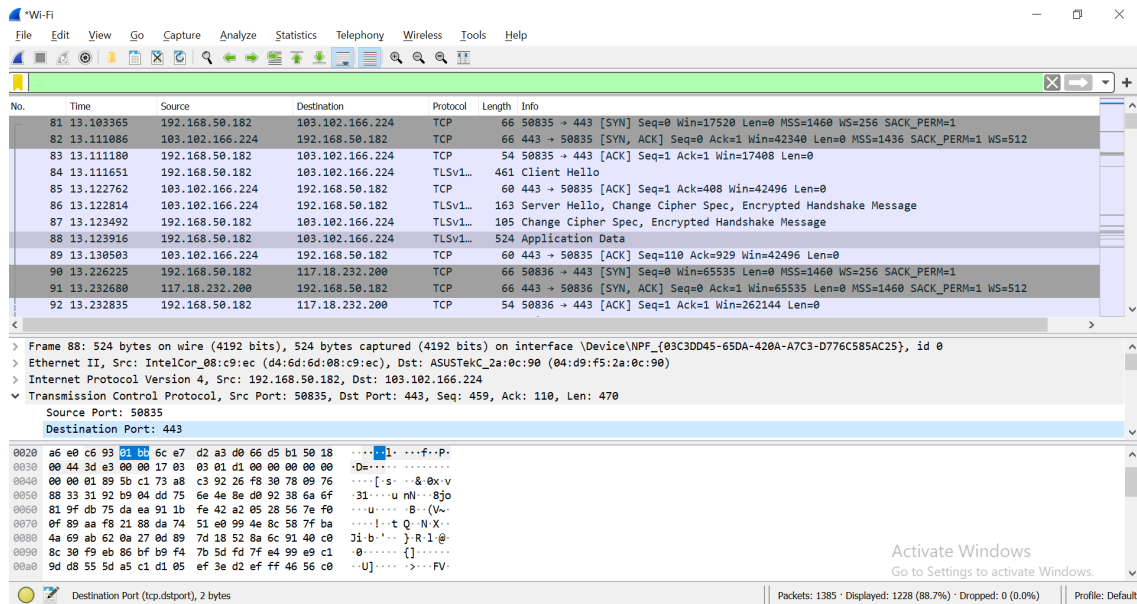 *Wi-Fi
File Edit View Go Capture Analyze Statistics Telephony Wireless Tools Help
No. Time Source Destination Protocol Length Info
81 13.103365 192.168.50.182 103.102.166.224 TCP 66 50835 → 443 [SYN] Seq=0 Win=17520 Len=0 MSS=1460 WS=256 SACK_PERM=1
82 13.111086 103.102.166.224 192.168.50.182 TCP 66 443 → 50835 [SYN, ACK] Seq=0 Ack=1 Win=42340 Len=0 MSS=1436 SACK_PERM=1 WS=512
83 13.111180 192.168.50.182 103.102.166.224 TCP 54 50835 → 443 [ACK] Seq=1 Ack=1 Win=17408 Len=0
84 13.111651 192.168.50.182 103.102.166.224 TLSv1… 461 Client Hello
85 13.122762 103.102.166.224 192.168.50.182 TCP 60 443 → 50835 [ACK] Seq=1 Ack=408 Win=42496 Len=0
86 13.122814 103.102.166.224 192.168.50.182 TLSv1… 163 Server Hello, Change Cipher Spec, Encrypted Handshake Message
87 13.123492 192.168.50.182 103.102.166.224 TLSv1… 105 Change Cipher Spec, Encrypted Handshake Message
88 13.123916 192.168.50.182 103.102.166.224 TLSv1… 524 Application Data
89 13.130503 103.102.166.224 192.168.50.182 TCP 60 443 → 50835 [ACK] Seq=110 Ack=929 Win=42496 Len=0
90 13.226225 192.168.50.182 117.18.232.200 TCP 66 50836 → 443 [SYN] Seq=0 Win=65535 Len=0 MSS=1460 WS=256 SACK_PERM=1
91 13.232680 117.18.232.200 192.168.50.182 TCP 66 443 → 50836 [SYN, ACK] Seq=0 Ack=1 Win=65535 Len=0 MSS=1460 SACK_PERM=1 WS=512
92 13.232835 192.168.50.182 117.18.232.200 TCP 54 50836 → 443 [ACK] Seq=1 Ack=1 Win=262144 Len=0
Frame 88: 524 bytes on wire (4192 bits), 524 bytes captured (4192 bits) on interface \Device\NPF_{03C3DD45-65DA-420A-A7C3-D776C585AC25}, id 0
Ethernet II, Src: IntelCor_08:c9:ec (d4:6d:6d:08:c9:ec), Dst: ASUSTekC_2a:0c:90 (04:d9:f5:2a:0c:90)
Internet Protocol Version 4, Src: 192.168.50.182, Dst: 103.102.166.224
Transmission Control Protocol, Src Port: 50835, Dst Port: 443, Seq: 459, Ack: 110, Len: 470
Source Port: 50835
Destination Port: 443
0020 a6 e0 c6 93 01 bb 6c e7 d2 a3 d0 66 d5 b1 50 18 ······l· ···f··P·
0030 00 44 3d e3 00 00 17 03 03 01 d1 00 00 00 00 00 ·D=····· ········
0040 00 00 01 89 5b c1 73 a8 c3 92 26 f8 30 78 09 76 ····[·s· ··&·0x·v
0050 88 33 31 92 b9 04 dd 75 6e 4e 8e d0 92 38 6a 6f ·31····u nN···8jo
0060 81 9f db 75 da ea 91 1b fe 42 a2 05 28 56 7e f0 ···u···· ·B··(V~·
0070 0f 89 aa f8 21 88 da 74 51 e0 99 4e 8c 58 7f ba ····!··t Q··N·X··
0080 4a 69 ab 62 0a 27 0d 89 7d 18 52 8a 6c 91 40 c0 Ji·b·'·· }·R·l·@·
0090 8c 30 f9 eb 86 bf b9 f4 7b 5d fd 7f e4 99 e9 c1 ·0······ {]······
00a0 9d d8 55 5d a5 c1 d1 05 ef 3e d2 ef ff 46 56 c0 ··U]···· ·>···FV·
Activate Windows
Go to Settings to activate Windows.
Destination Port (tcp.dstport), 2 bytes Packets: 1385 · Displayed: 1228 (88.7%) · Dropped: 0 (0.0%) Profile: Default